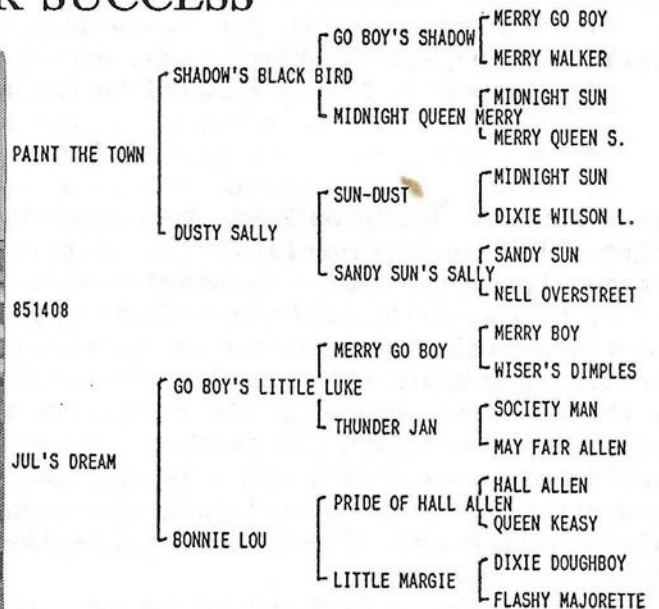 SUCCESS
MERRY GO BOY
GO BOY'S SHADOW
MERRY WALKER
SHADOW'S BLACK BIRD
MIDNIGHT SUN
MIDNIGHT QUEEN MERRY
MERRY QUEEN S.
PAINT THE TOWN
MIDNIGHT SUN
SUN-DUST
DIXIE WILSON L.
DUSTY SALLY
SANDY SUN
SANDY SUN'S SALLY
NELL OVERSTREET
851408
MERRY BOY
MERRY GO BOY
WISER'S DIMPLES
GO BOY'S LITTLE LUKE
SOCIETY MAN
THUNDER JAN
MAY FAIR ALLEN
JUL'S DREAM
HALL ALLEN
PRIDE OF HALL ALLEN
QUEEN KEASY
BONNIE LOU
DIXIE DOUGHBOY
LITTLE MARGIE
FLASHY MAJORETTE